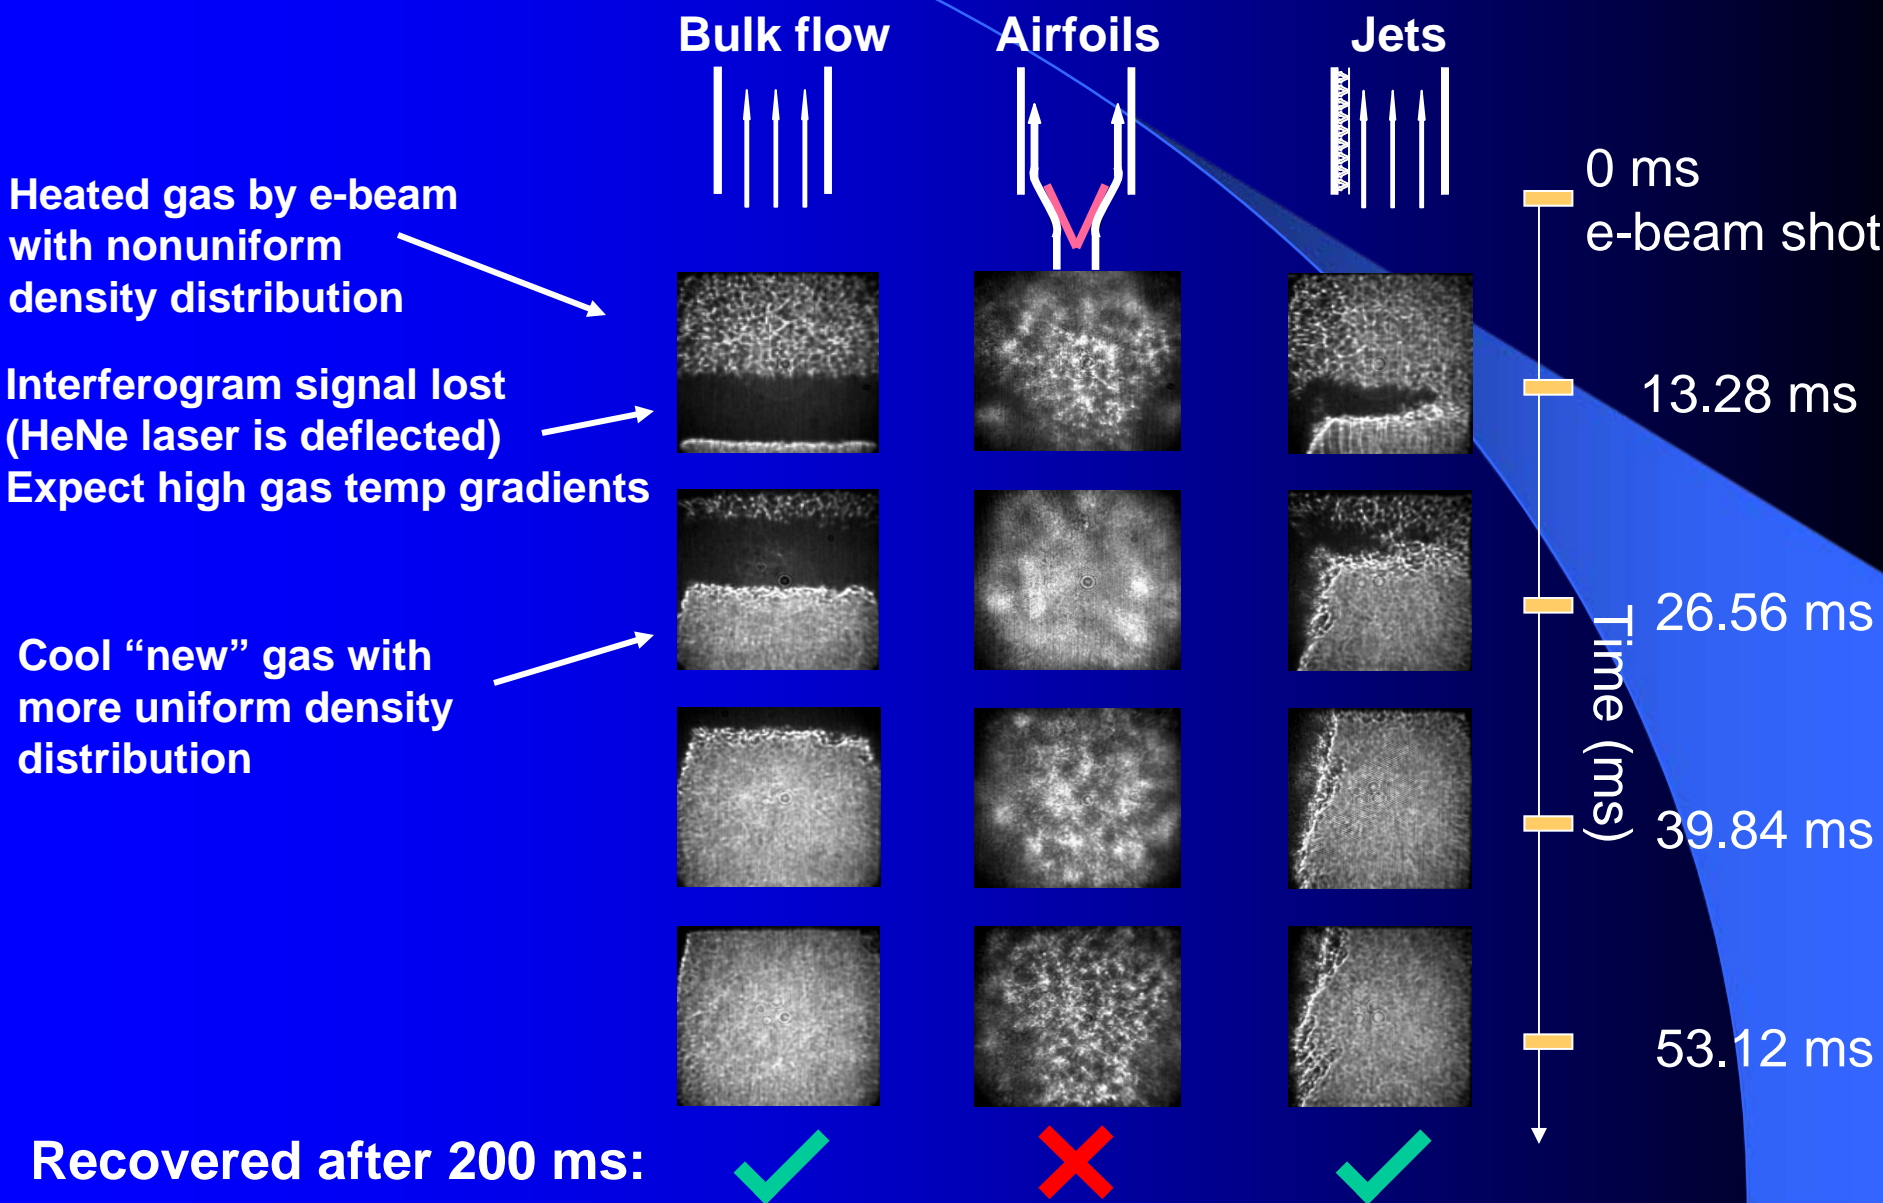 Bulk flow
Airfoils
Jets
Heated gas by e-beam
with nonuniform
density distribution
Interferogram signal lost
(HeNe laser is deflected)
Expect high gas temp gradients
Cool “new” gas with
more uniform density
distribution
0 ms
e-beam shot
13.28 ms
26.56 ms
39.84 ms
53.12 ms
Time (ms)
Recovered after 200 ms: